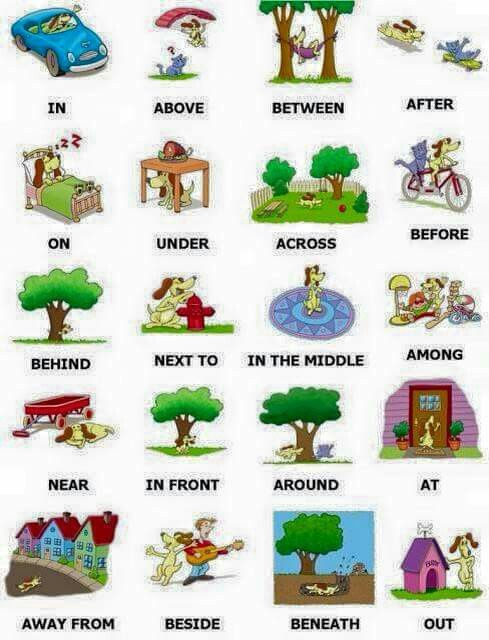 IN
ABOVE
BETWEEN
AFTER
ON
UNDER
ACROSS
BEFORE
BEHIND
NEXT TO
IN THE MIDDLE
AMONG
NEAR
IN FRONT
AROUND
AT
AWAY FROM
BESIDE
BENEATH
OUT